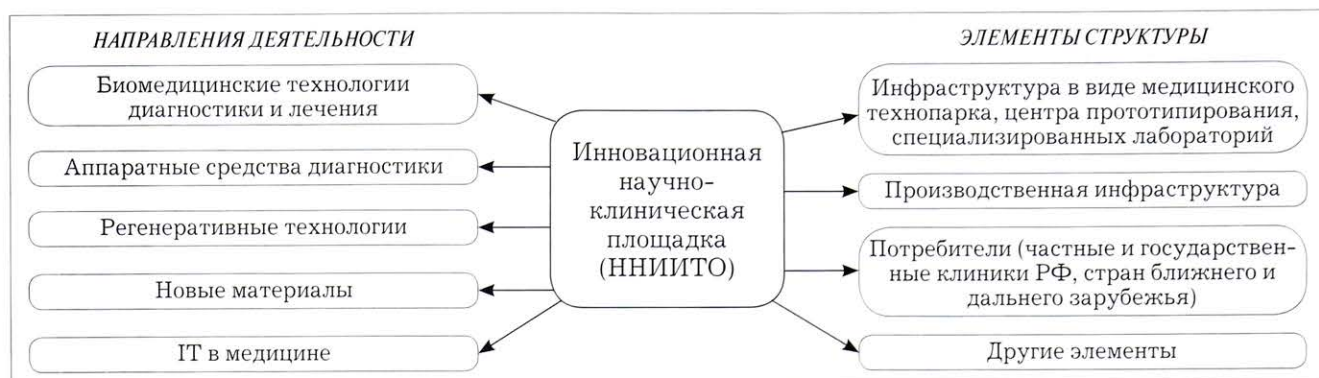 НАПРАВЛЕНИЯ ДЕЯТЕЛЬНОСТИ
Биомедицинские технологии
диагностики и лечения
Аппаратные средства диагностики
Регенеративные технологии
Новые материалы
IT в медицине
Инновационная
научно-
клиническая
площадка
(ННИИТО)
ЭЛЕМЕНТЫ СТРУКТУРЫ
Инфраструктура в виде медицинского
технопарка, центра прототипирования,
специализированных лабораторий
Производственная инфраструктура
Потребители (частные и государствен-
ные клиники РФ, стран ближнего и
дальнего зарубежья)
Другие элементы